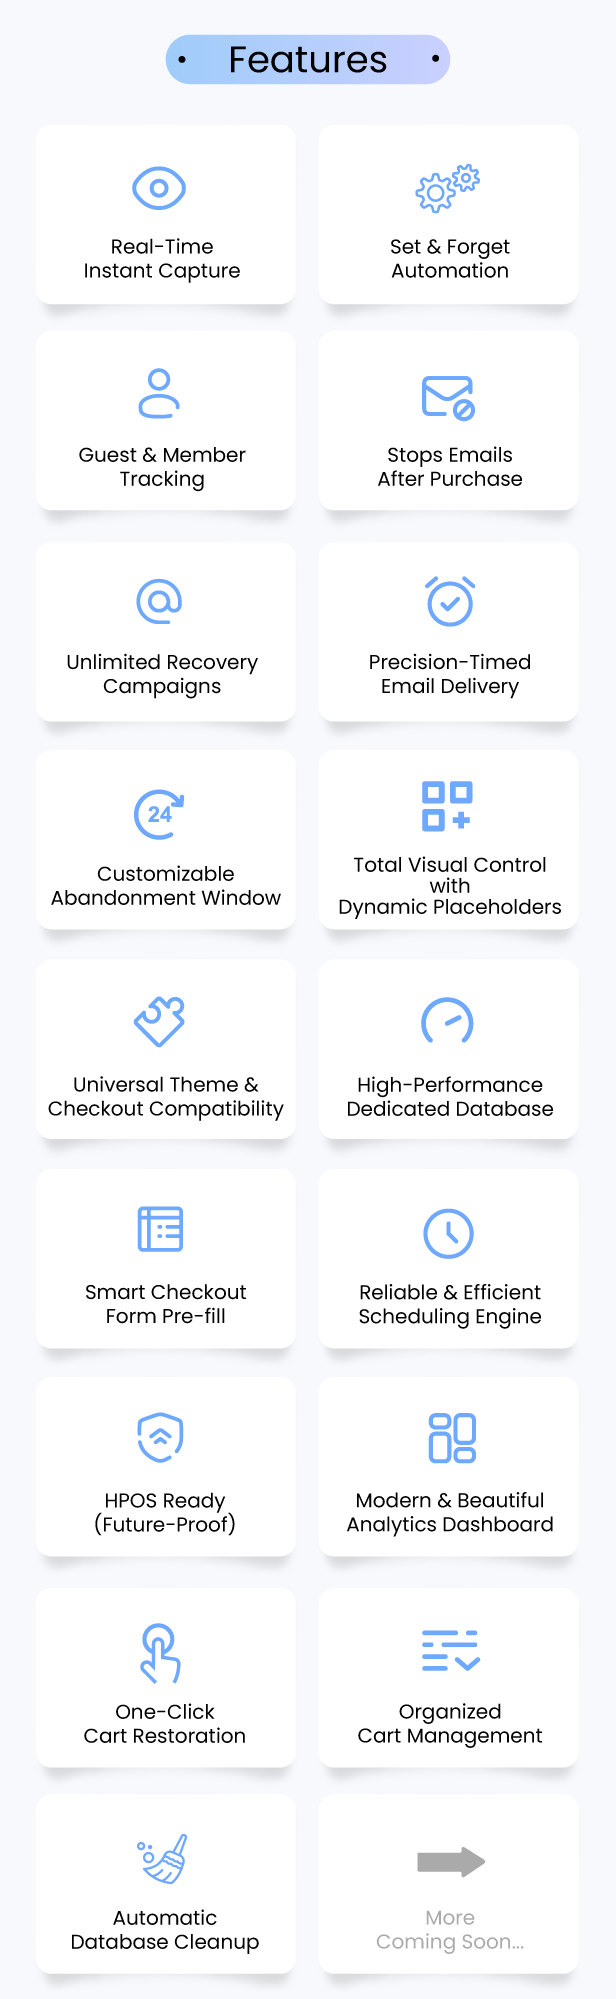 Features
Real-Time
Instant Capture
Set & Forget
Automation
Guest & Member
Tracking
Stops Emails
After Purchase
Unlimited Recovery
Campaigns
Precision-Timed
Email Delivery
24
Customizable
Abandonment Window
Total Visual Control
with
Dynamic Placeholders
Universal Theme &
Checkout Compatibility
High-Performance
Dedicated Database
Smart Checkout
Form Pre-fill
Reliable & Efficient
Scheduling Engine
HPOS Ready
(Future-Proof)
Modern & Beautiful
Analytics Dashboard
One-Click
Cart Restoration
Organized
Cart Management
Automatic
Database Cleanup
More
Coming Soon...